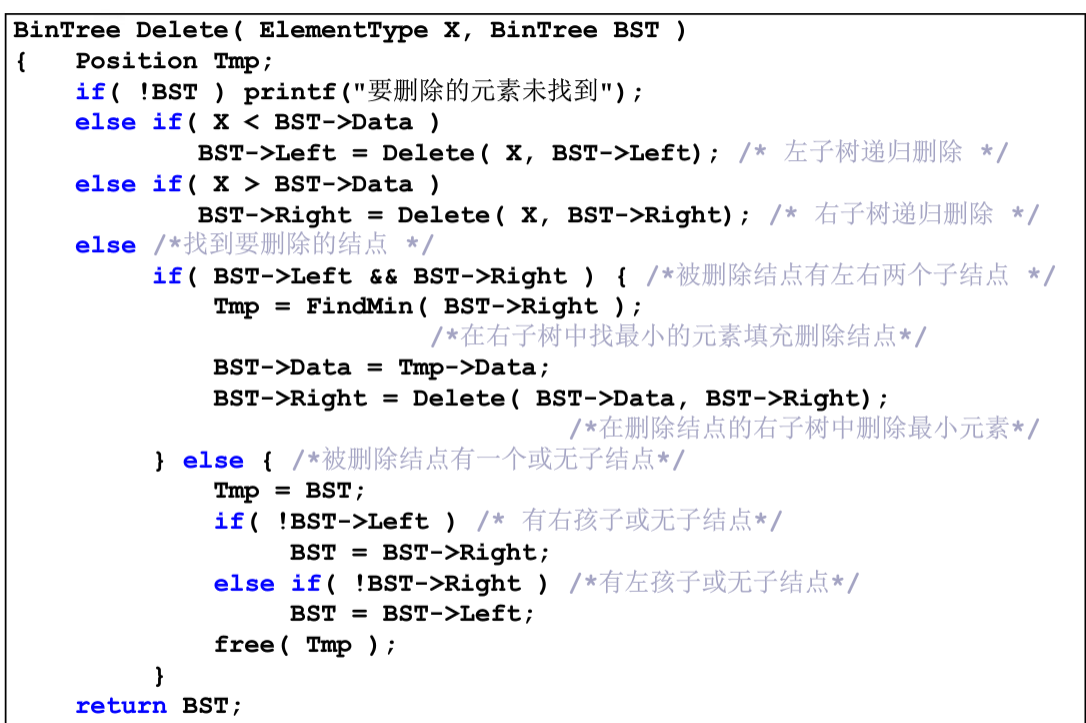 BinTree Delete( ElementType X, BinTree BST )
{ Position Tmp;
if( !BST ) printf("要删除的元素未找到");
else if( X < BST->Data )
BST->Left = Delete( X, BST->Left); /* 左子树递归删除 */
else if( X > BST->Data )
BST->Right = Delete( X, BST->Right); /* 右子树递归删除 */
else /*找到要删除的结点 */
if( BST->Left && BST->Right ) { /*被删除结点有左右两个子结点 */
Tmp = FindMin( BST->Right );
/*在右子树中找最小的元素填充删除结点*/
BST->Data = Tmp->Data;
BST->Right = Delete( BST->Data, BST->Right);
/*在删除结点的右子树中删除最小元素*/
} else { /*被删除结点有一个或无子结点*/
Tmp = BST;
if( !BST->Left ) /* 有右孩子或无子结点*/
BST = BST->Right;
else if( !BST->Right ) /*有左孩子或无子结点*/
BST = BST->Left;
free( Tmp );
}
return BST;